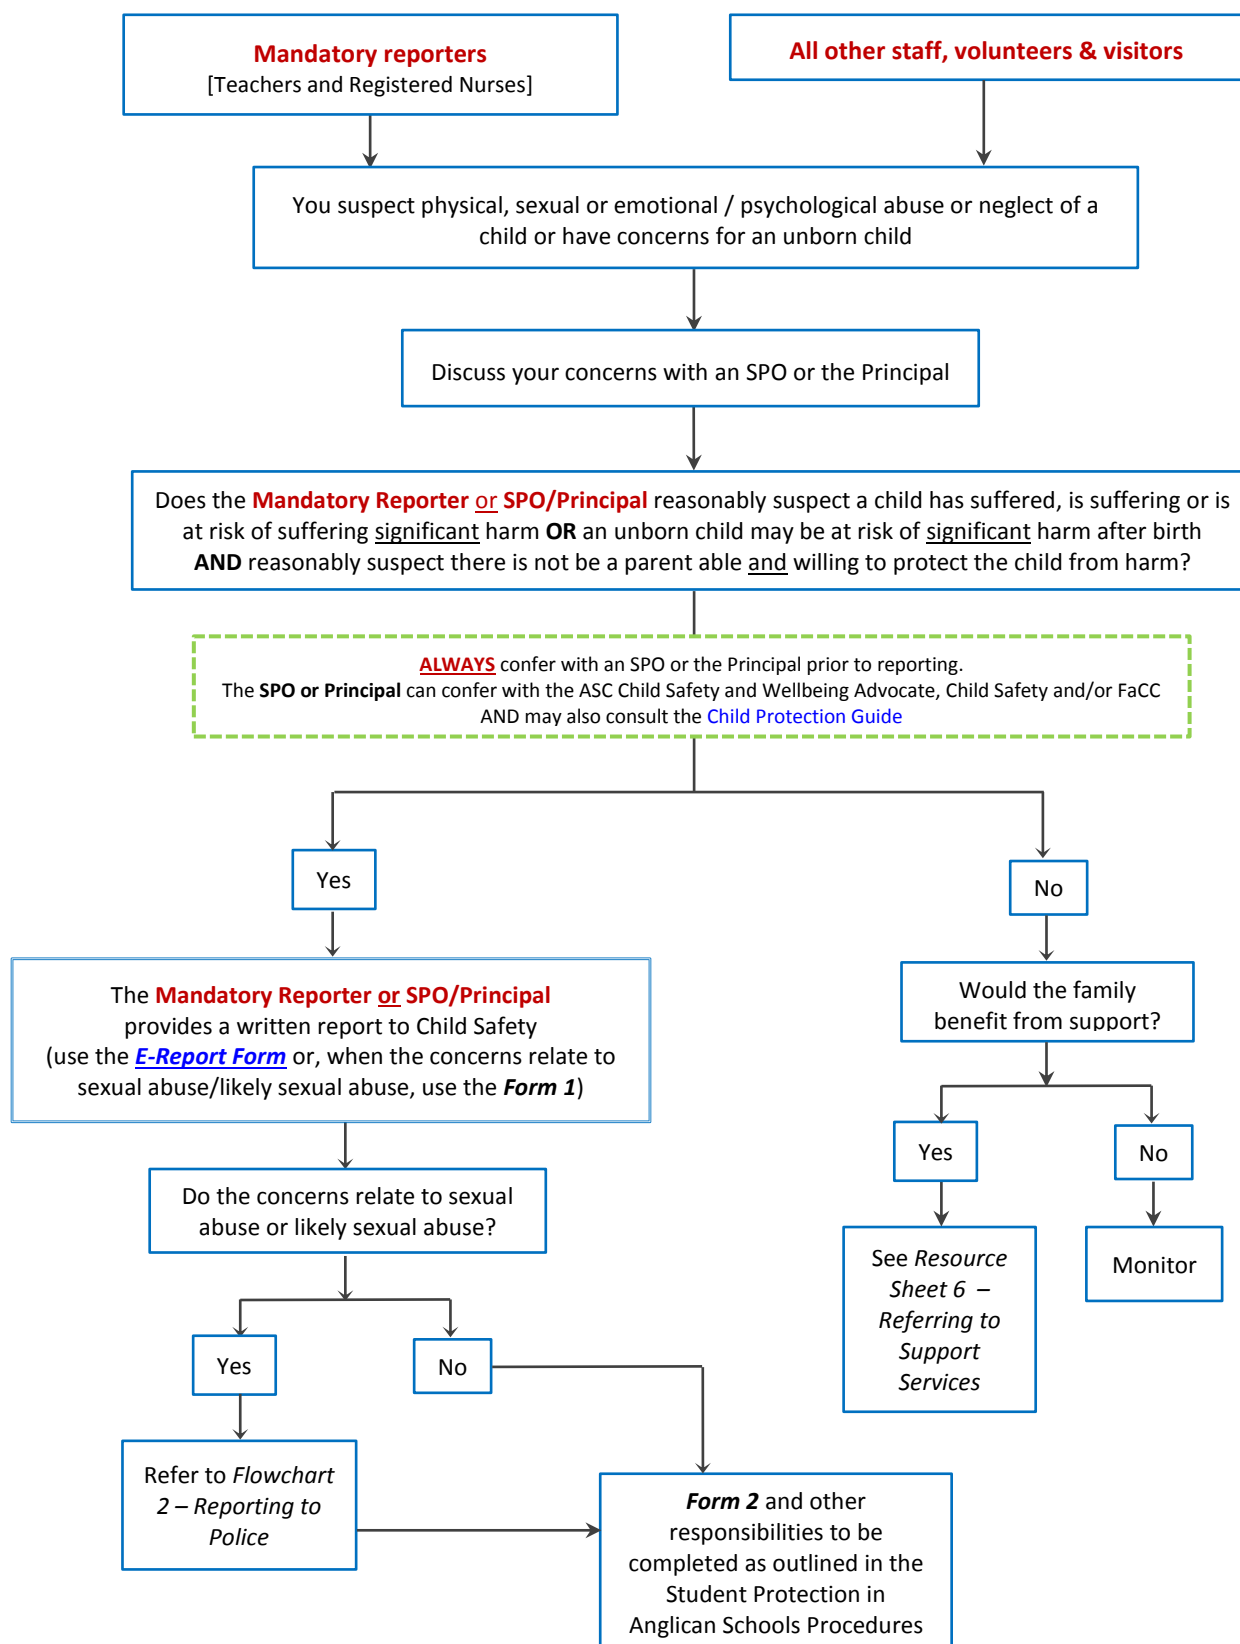 Mandatory reporters
[Teachers and Registered Nurses]
All other staff, volunteers & visitors
You suspect physical, sexual or emotional / psychological abuse or neglect of a
child or have concerns for an unborn child
Discuss your concerns with an SPO or the Principal
Does the Mandatory Reporter or SPO/Principal reasonably suspect a child has suffered, is suffering or is
at risk of suffering significant harm OR an unborn child may be at risk of significant harm after birth
AND reasonably suspect there is not be a parent able and willing to protect the child from harm?
ALWAYS confer with an SPO or the Principal prior to reporting.
The SPO or Principal can confer with the ASC Child Safety and Wellbeing Advocate, Child Safety and/or FaCC
AND may also consult the Child Protection Guide
Yes
No
The Mandatory Reporter or SPO/Principal
provides a written report to Child Safety
(use the E-Report Form or, when the concerns relate to
sexual abuse/likely sexual abuse, use the Form 1)
Would the family
benefit from support?
Yes
No
Do the concerns relate to sexual
abuse or likely sexual abuse?
See Resource
Sheet 6 –
Referring to
Support
Services
Monitor
Yes
No
Refer to Flowchart
2 – Reporting to
Police
Form 2 and other
responsibilities to be
completed as outlined in the
Student Protection in
Anglican Schools Procedures